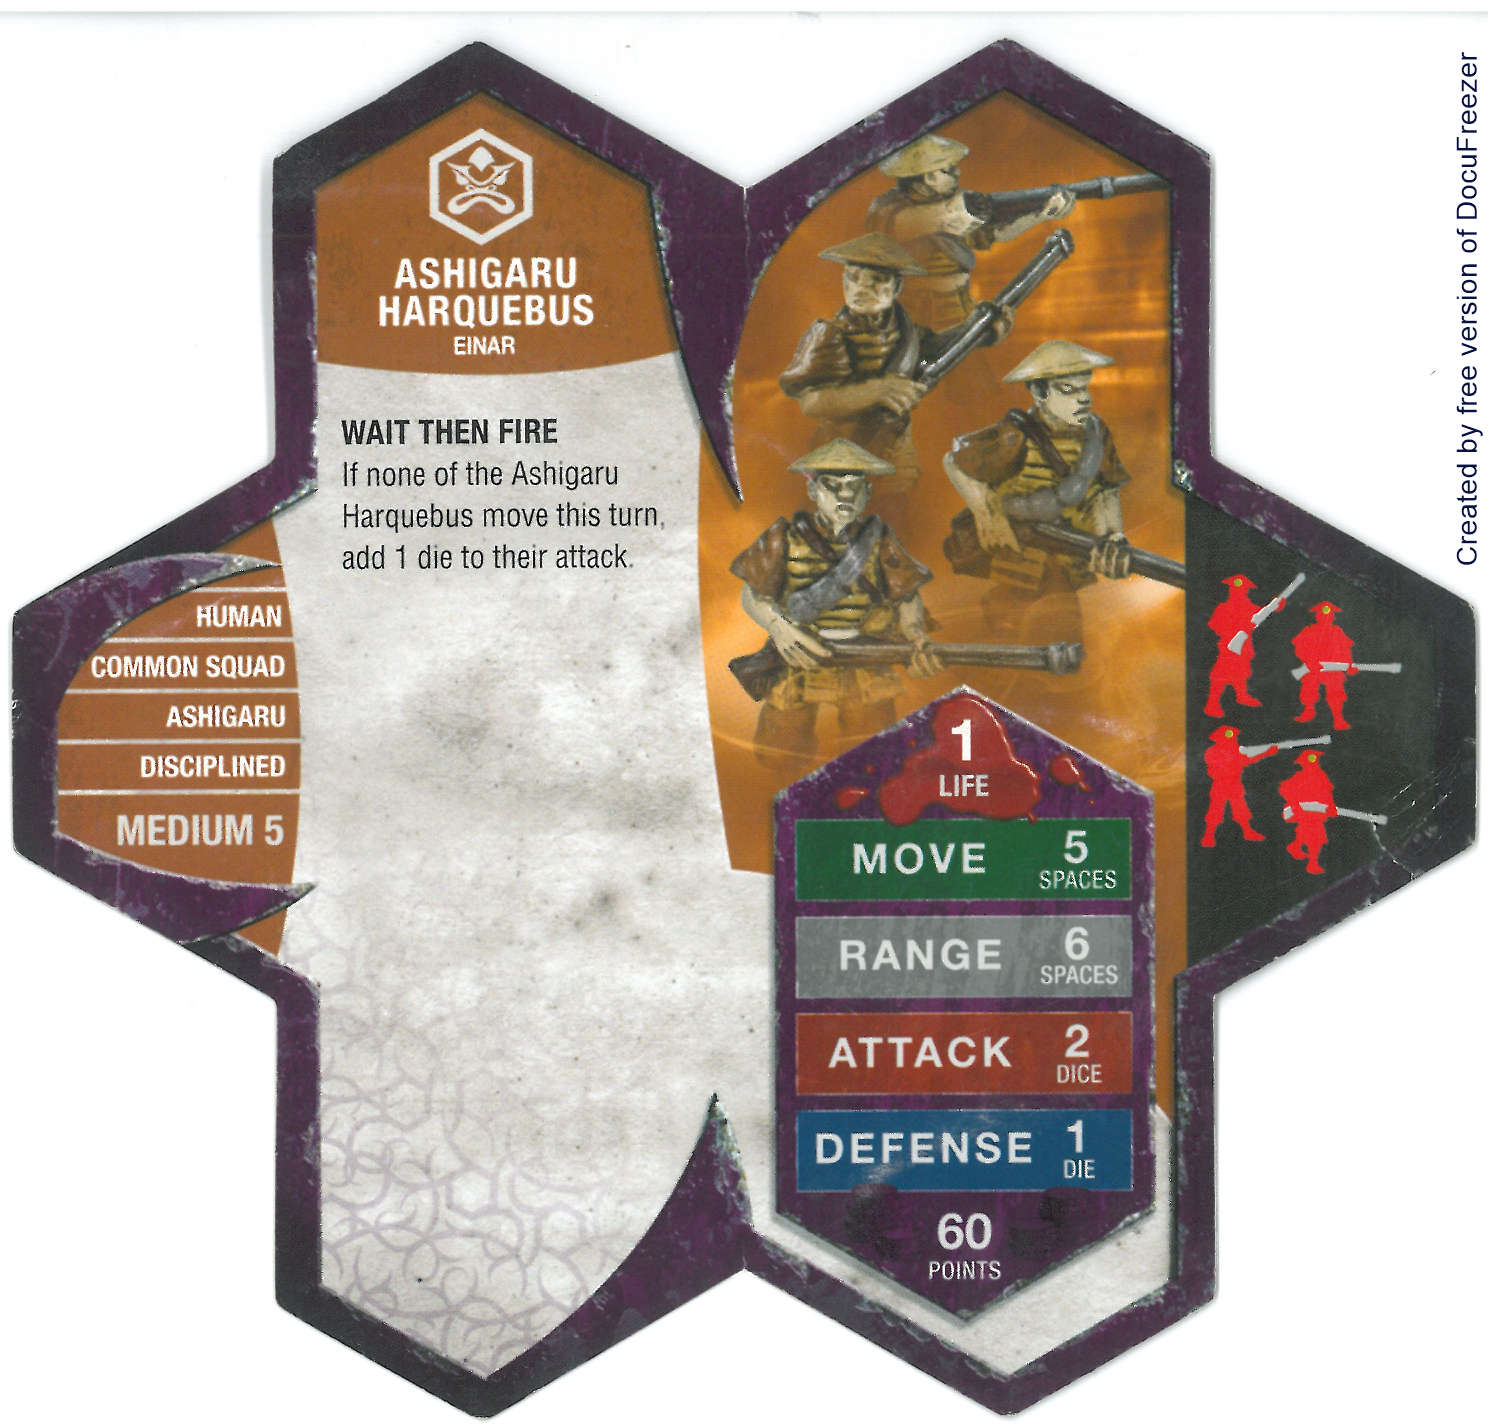 ASHIGARU
HARQUEBUS
EINAR
WAIT THEN FIRE
If none of the Ashigaru
Harquebus move this turn,
add 1 die to their attack.
HUMAN
COMMON SQUAD
ASHIGARU
DISCIPLINED
MEDIUM 5
1
LIFE
MOVE 5
SPACES
RANGE 6
SPACES
ATTACK 2
DICE
DEFENSE 1
DIE
60
POINTS
Created by free version of DocuFreezer